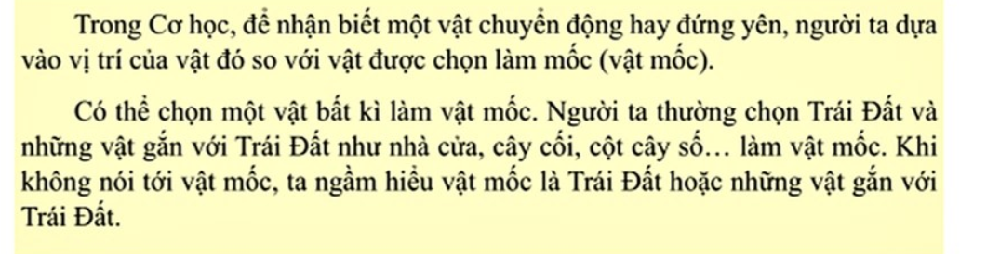 Trong Cơ học, để nhận biết một vật chuyển động hay đứng yên, người ta dựa
vào vị trí của vật đó so với vật được chọn làm mốc (vật mốc).
Có thể chọn một vật bất kì làm vật mốc. Người ta thường chọn Trái Đất và
những vật gắn với Trái Đất như nhà cửa, cây cối, cột cây số... làm vật mốc. Khi
không nói tới vật mốc, ta ngầm hiểu vật mốc là Trái Đất hoặc những vật gắn với
Trái Đất.